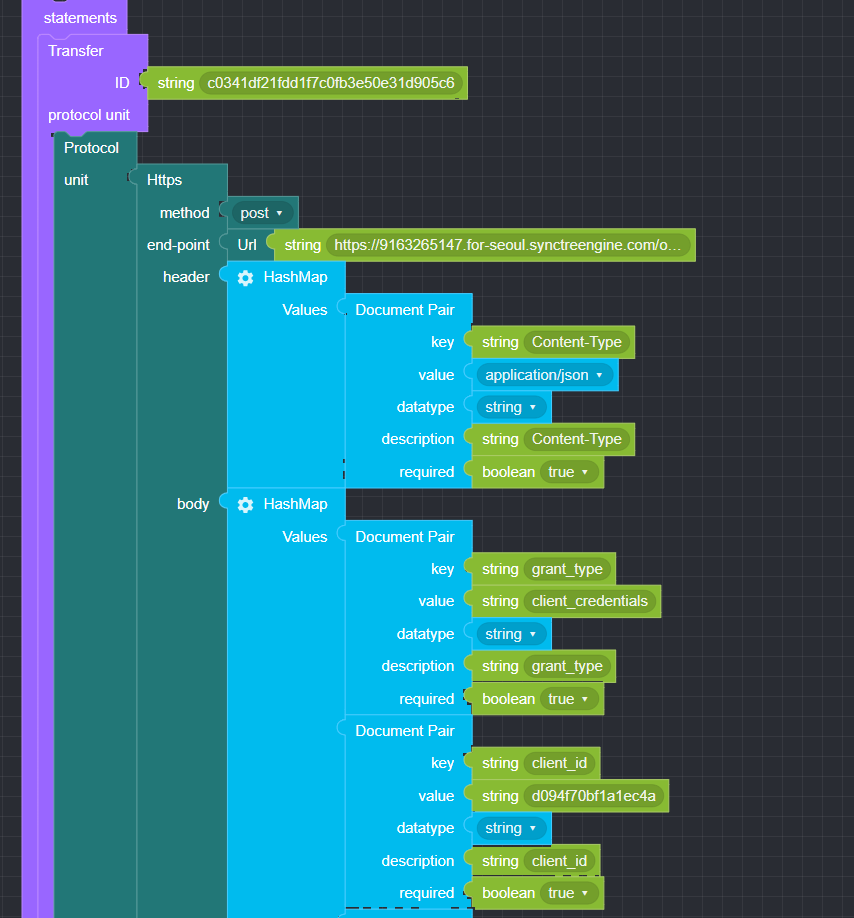 statements
Transfer
ID string c0341df21fdd1f7c0fb3e50e31d905c6
protocol unit
Protocol
unit Https
method post
end-point Url string https://9163265147.for-seoul.synctreengine.com/o...
header HashMap
Values Document Pair
key string Content-Type
value application/json
datatype string
description string Content-Type
required boolean true
body HashMap
Values Document Pair
key string grant_type
value string client_credentials
datatype string
description string grant_type
required boolean true
Document Pair
key string client_id
value string d094f70bf1a1ec4a
datatype string
description string client_id
required boolean true